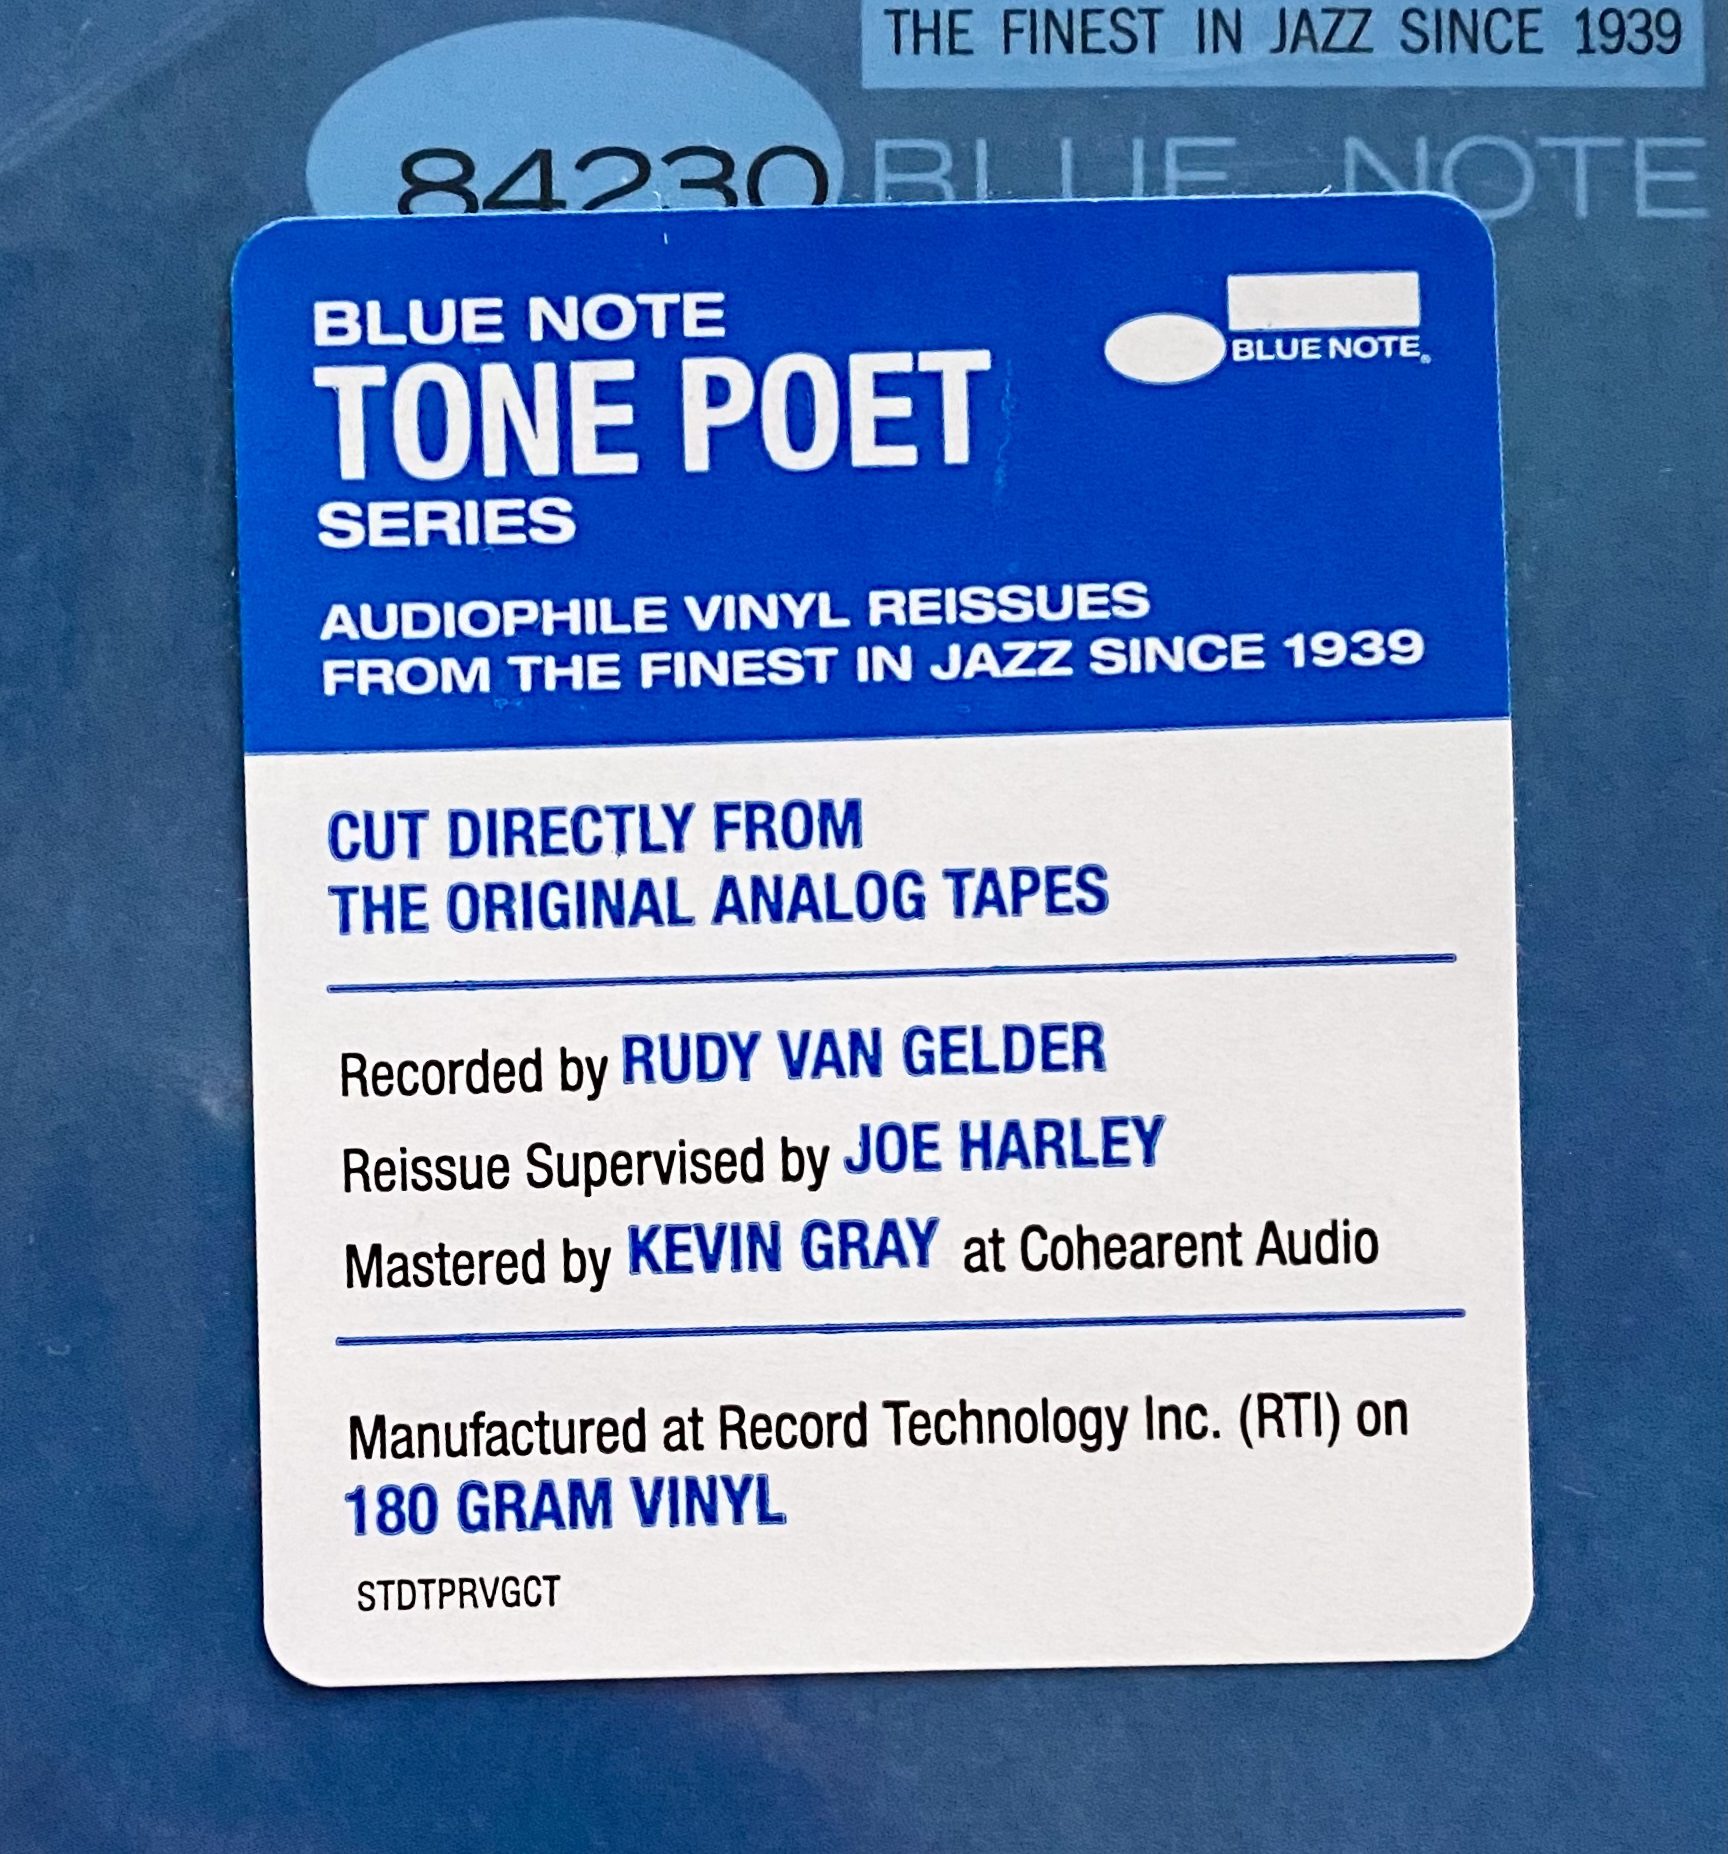 THE FINEST IN JAZZ SINCE 1939
84230 BLUE NOTE
BLUE NOTE
TONE POET
SERIES
BLUE NOTE®
AUDIOPHILE VINYL REISSUES
FROM THE FINEST IN JAZZ SINCE 1939
CUT DIRECTLY FROM
THE ORIGINAL ANALOG TAPES
Recorded by RUDY VAN GELDER
Reissue Supervised by JOE HARLEY
Mastered by KEVIN GRAY at Cohearent Audio
Manufactured at Record Technology Inc. (RTI) on
180 GRAM VINYL
STDTPRVGCT